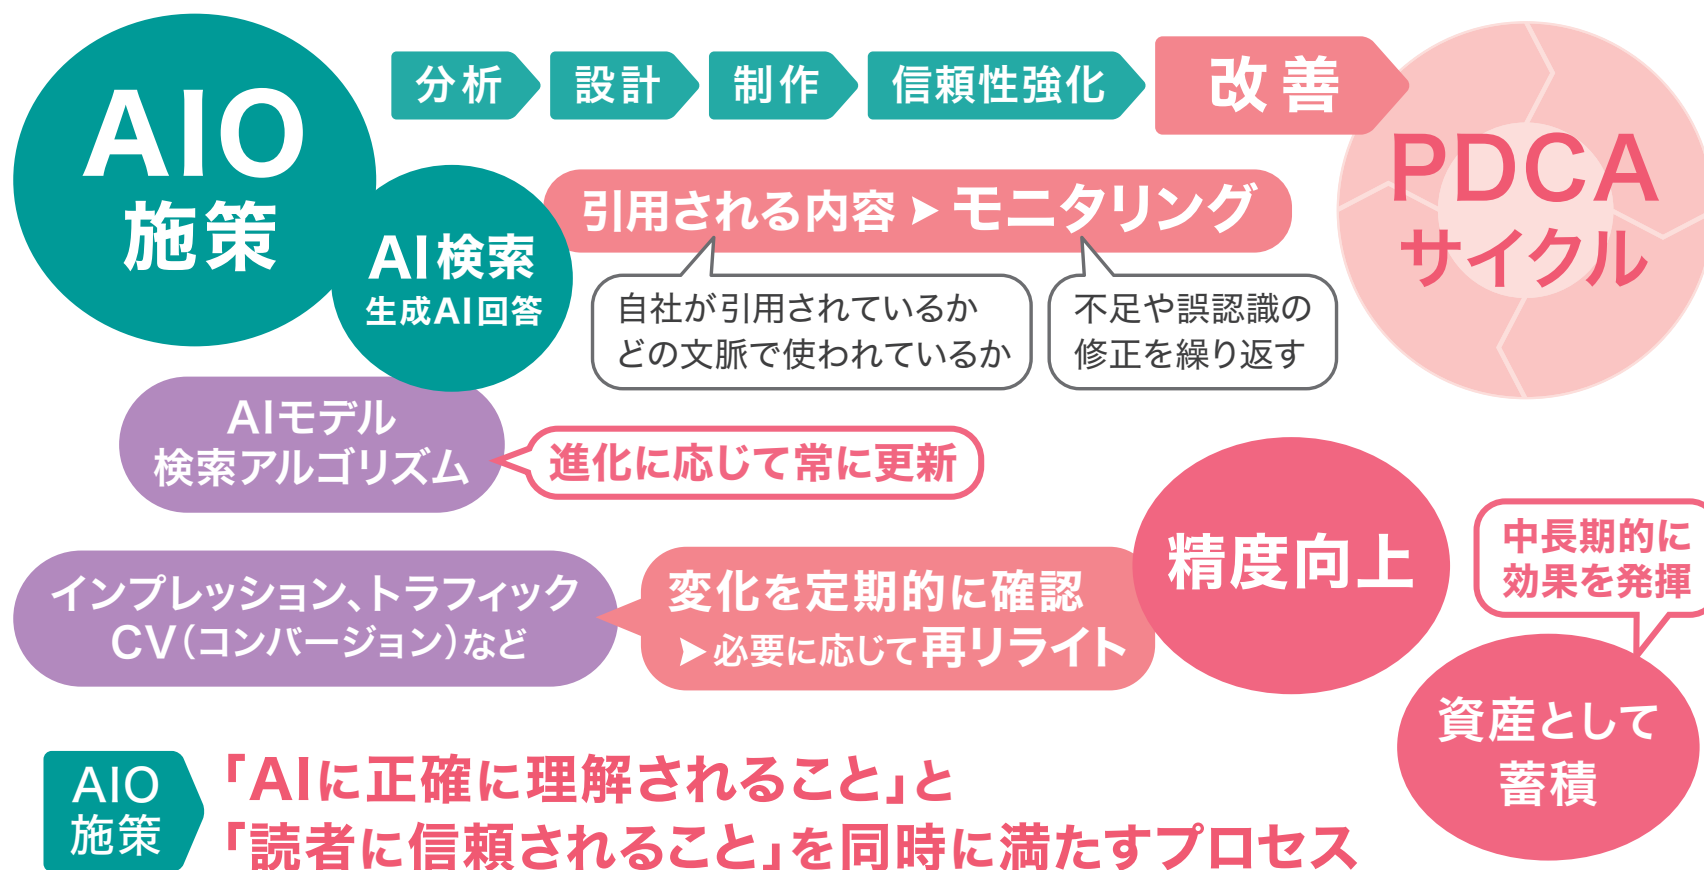 AIO
施策
分析
設計
制作
信頼性強化
改善
PDCA
サイクル
AI検索
生成AI回答
引用される内容➤モニタリング
自社が引用されているか
どの文脈で使われているか
不足や誤認識の
修正を繰り返す
AIモデル
検索アルゴリズム
進化に応じて常に更新
インプレッション、トラフィック
CV(コンバージョン)など
変化を定期的に確認
➤必要に応じて再リライト
精度向上
中長期的に
効果を発揮
資産として
蓄積
AIO
施策
「AIに正確に理解されること」と
「読者に信頼されること」を同時に満たすプロセス